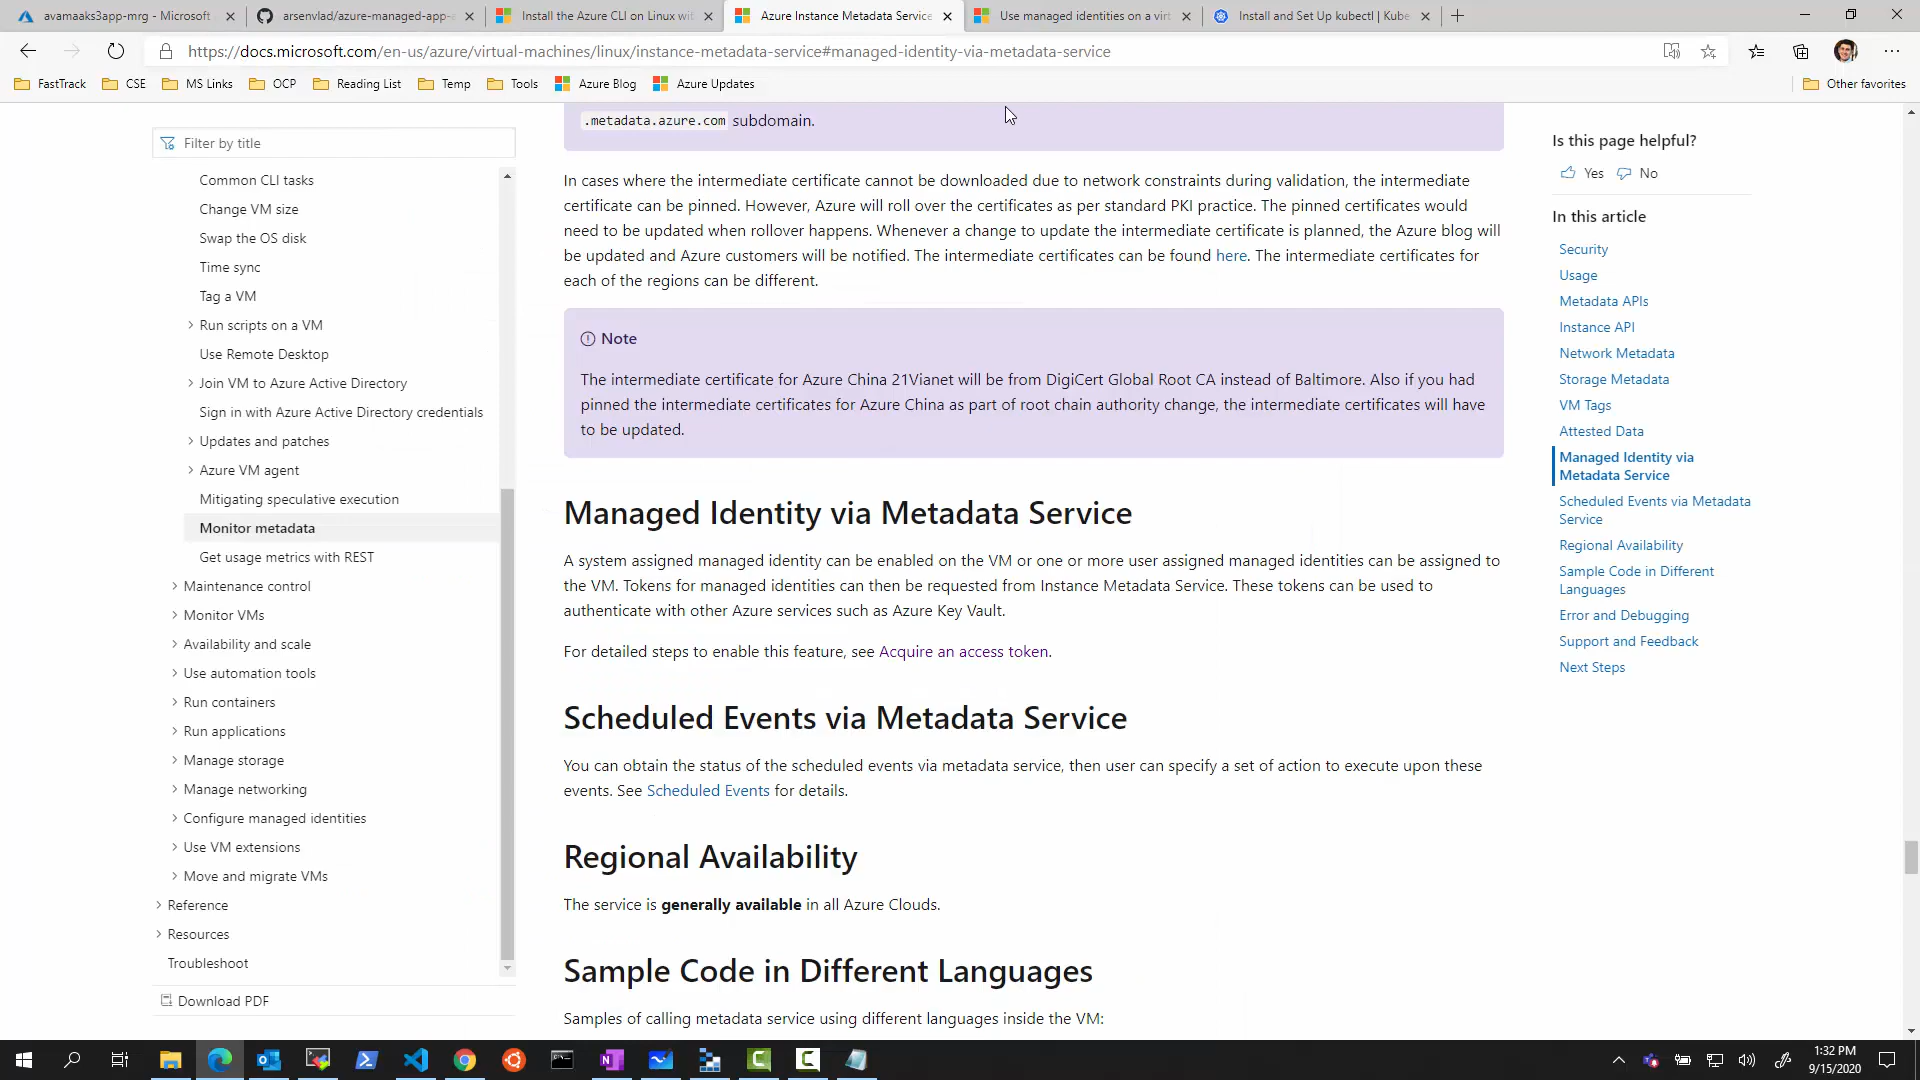 avamaaks3app-mrg - Microsoft
arsenvlad/azure-managed-app-e
Install the Azure CLI on Linux wit
Azure Instance Metadata Service
Use managed identities on a virt
Install and Set Up kubectl | Kube
https://docs.microsoft.com/en-us/azure/virtual-machines/linux/instance-metadata-service#managed-identity-via-metadata-service
FastTrack
CSE
MS Links
OCP
Reading List
Temp
Tools
Azure Blog
Azure Updates
Other favorites
Filter by title
Common CLI tasks
Change VM size
Swap the OS disk
Time sync
Tag a VM
Run scripts on a VM
Use Remote Desktop
Join VM to Azure Active Directory
Sign in with Azure Active Directory credentials
Updates and patches
Azure VM agent
Mitigating speculative execution
Monitor metadata
Get usage metrics with REST
Maintenance control
Monitor VMs
Availability and scale
Use automation tools
Run containers
Run applications
Manage storage
Manage networking
Configure managed identities
Use VM extensions
Move and migrate VMs
Reference
Resources
Troubleshoot
Download PDF
.metadata.azure.com subdomain.
In cases where the intermediate certificate cannot be downloaded due to network constraints during validation, the intermediate
certificate can be pinned. However, Azure will roll over the certificates as per standard PKI practice. The pinned certificates would
need to be updated when rollover happens. Whenever a change to update the intermediate certificate is planned, the Azure blog will
be updated and Azure customers will be notified. The intermediate certificates can be found here. The intermediate certificates for
each of the regions can be different.
Note
The intermediate certificate for Azure China 21Vianet will be from DigiCert Global Root CA instead of Baltimore. Also if you had
pinned the intermediate certificates for Azure China as part of root chain authority change, the intermediate certificates will have
to be updated.
Managed Identity via Metadata Service
A system assigned managed identity can be enabled on the VM or one or more user assigned managed identities can be assigned to
the VM. Tokens for managed identities can then be requested from Instance Metadata Service. These tokens can be used to
authenticate with other Azure services such as Azure Key Vault.
For detailed steps to enable this feature, see Acquire an access token.
Scheduled Events via Metadata Service
You can obtain the status of the scheduled events via metadata service, then user can specify a set of action to execute upon these
events. See Scheduled Events for details.
Regional Availability
The service is generally available in all Azure Clouds.
Sample Code in Different Languages
Samples of calling metadata service using different languages inside the VM:
Is this page helpful?
Yes
No
In this article
Security
Usage
Metadata APIs
Instance API
Network Metadata
Storage Metadata
VM Tags
Attested Data
Managed Identity via
Metadata Service
Scheduled Events via Metadata
Service
Regional Availability
Sample Code in Different
Languages
Error and Debugging
Support and Feedback
Next Steps
1:32 PM
9/15/2020